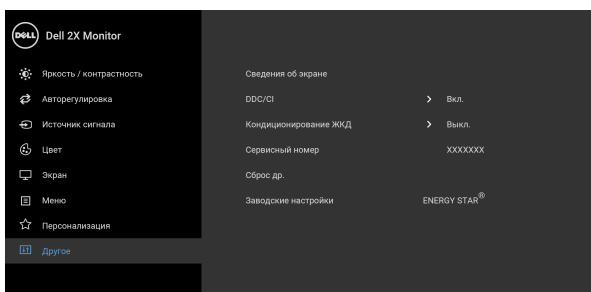 DELL Dell 2X Monitor
Яркость / контрастность Сведения об экране
Авторегулировка DDC/CI Вкл.
Источник сигнала Кондиционирование ЖКД Выкл.
Цвет Сервисный номер XXXXXXX
Экран Сброс др.
Меню Заводские настройки ENERGY STAR®
Персонализация
Другое